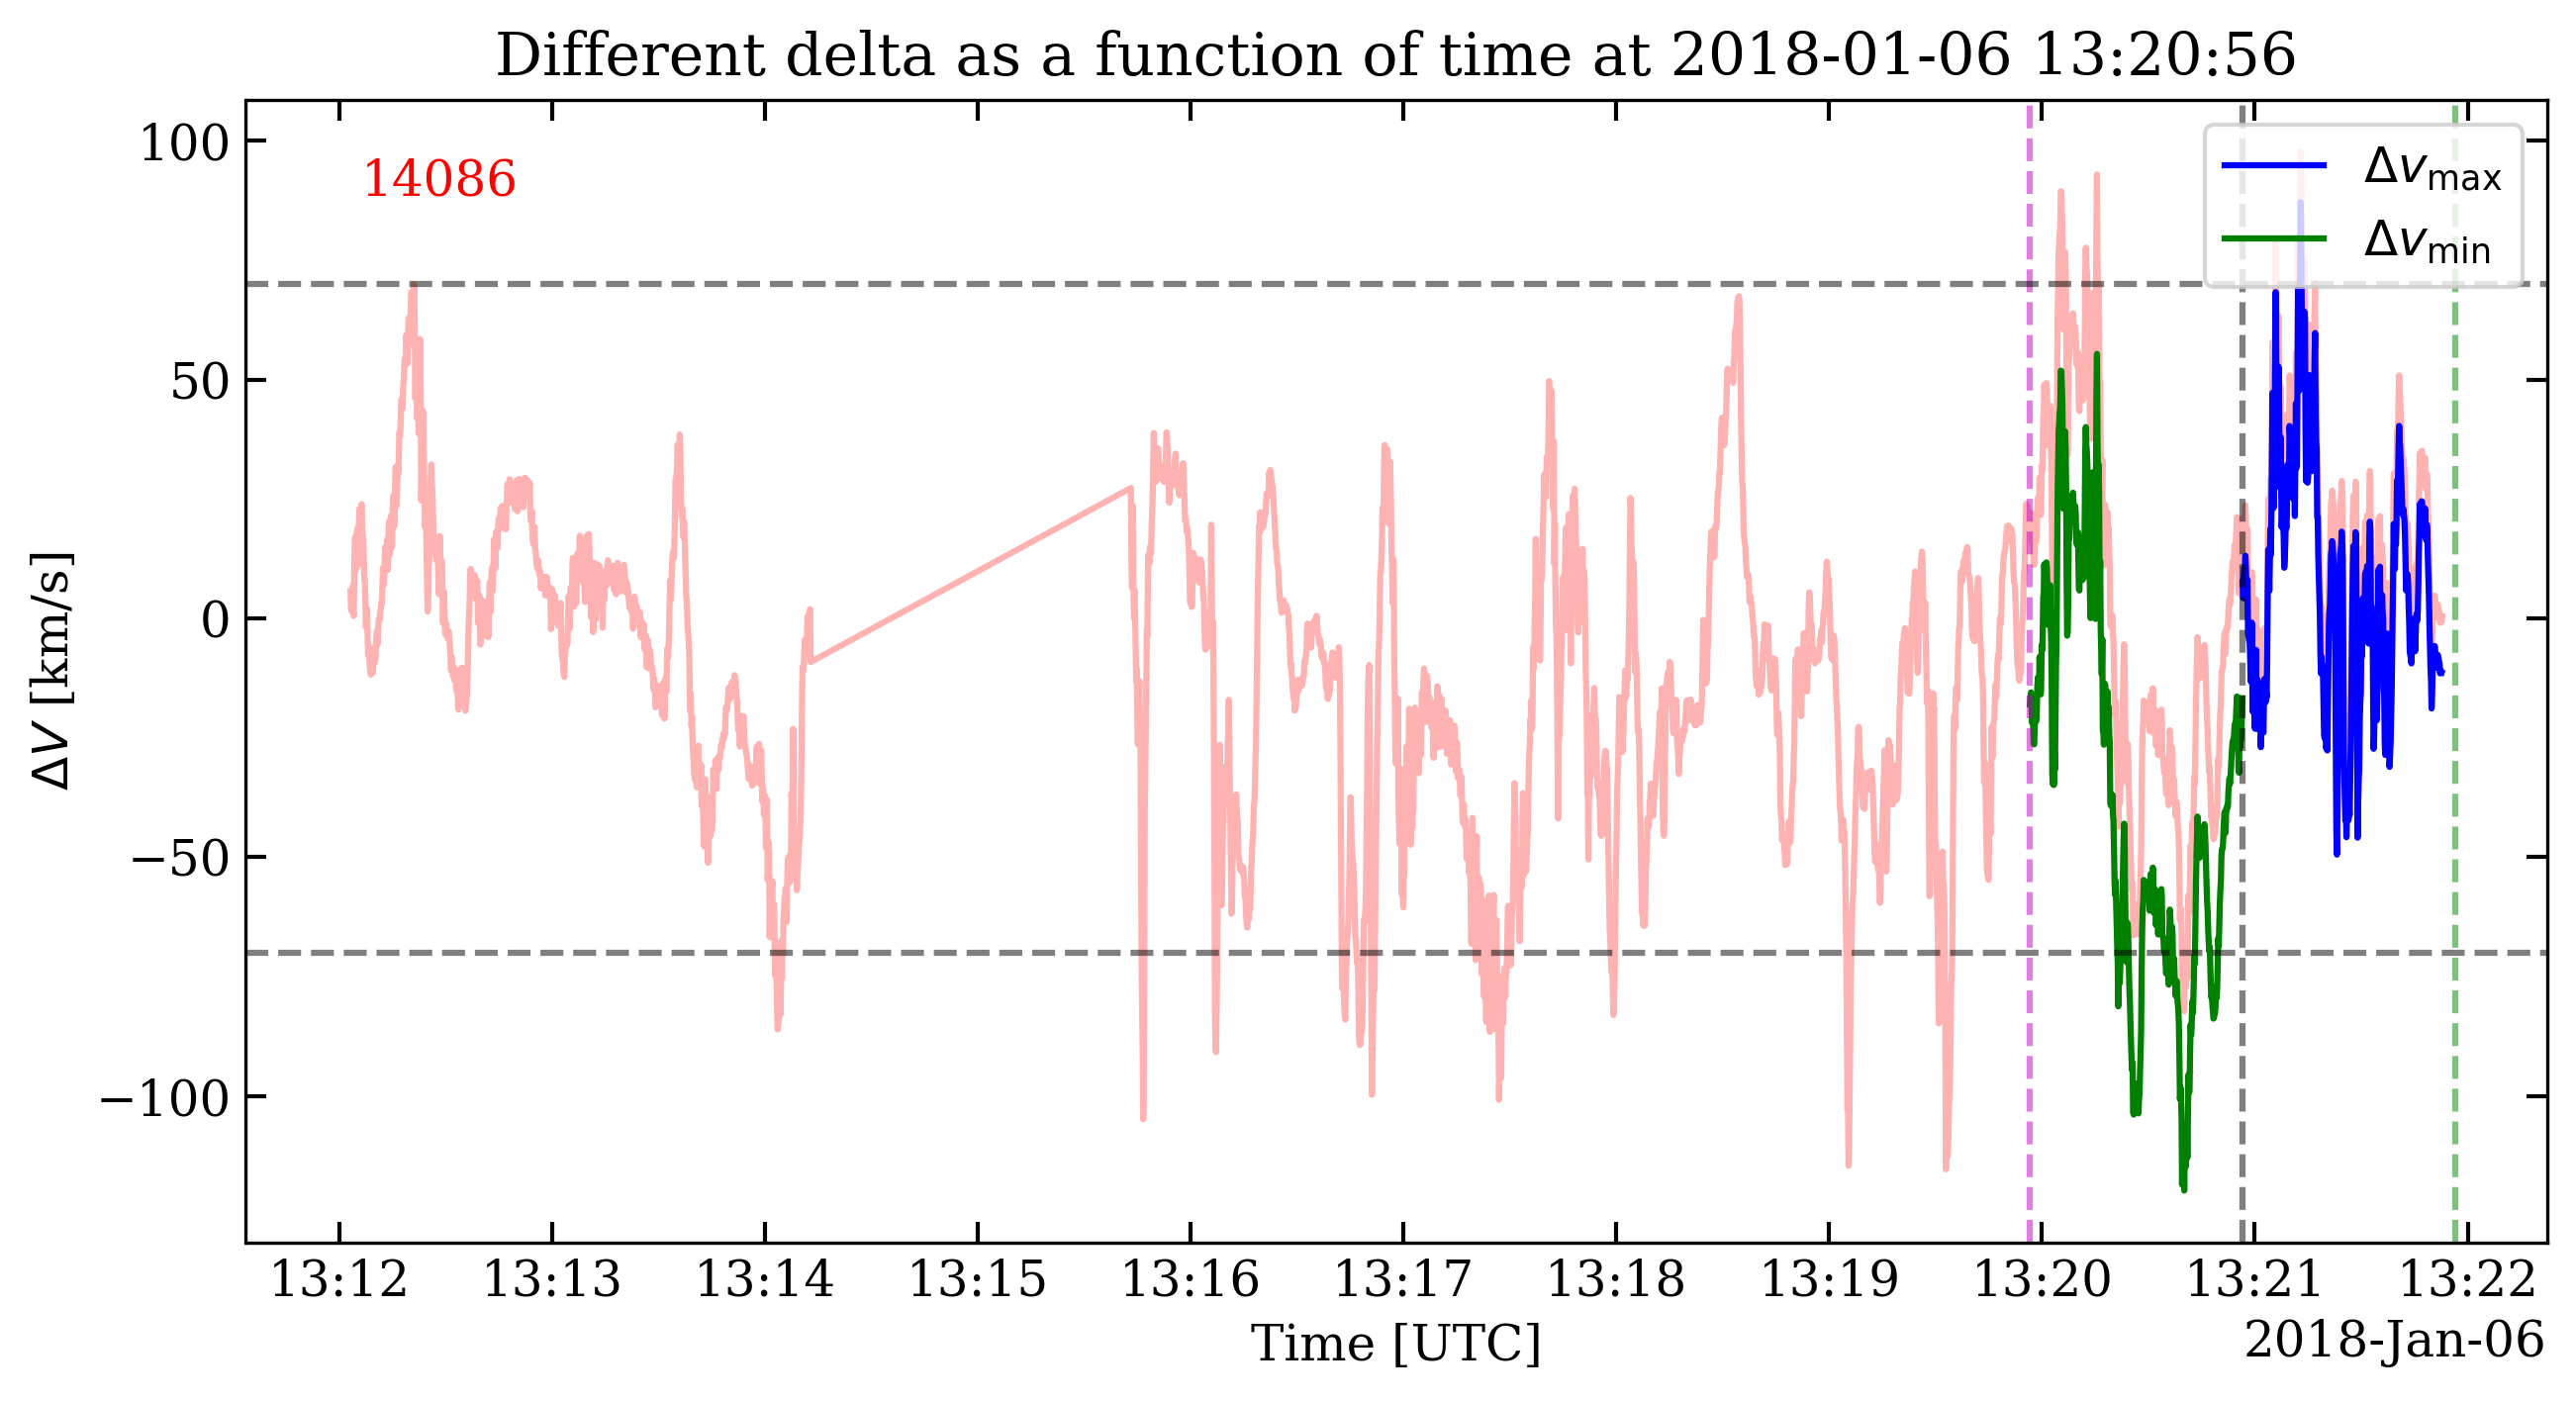 Different delta as a function of time at 2018-01-06 13:20:56
100
50
0
−50
−100
ΔV [km/s]
14086
Δv_max
Δv_min
13:12 13:13 13:14 13:15 13:16 13:17 13:18 13:19 13:20 13:21 13:22
Time [UTC]
2018-Jan-06